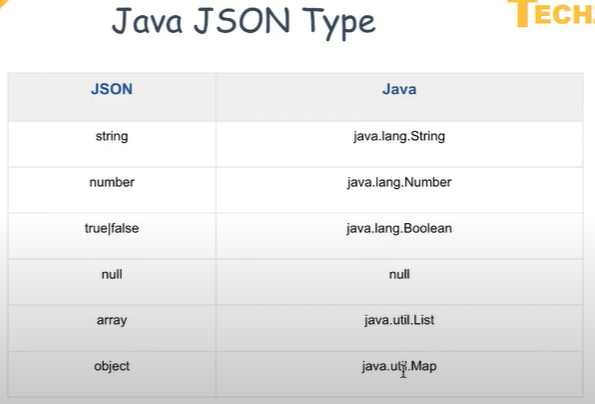 Java JSON Type
TECH
JSON Java
string java.lang.String
number java.lang.Number
true|false java.lang.Boolean
null null
array java.util.List
object java.util.Map